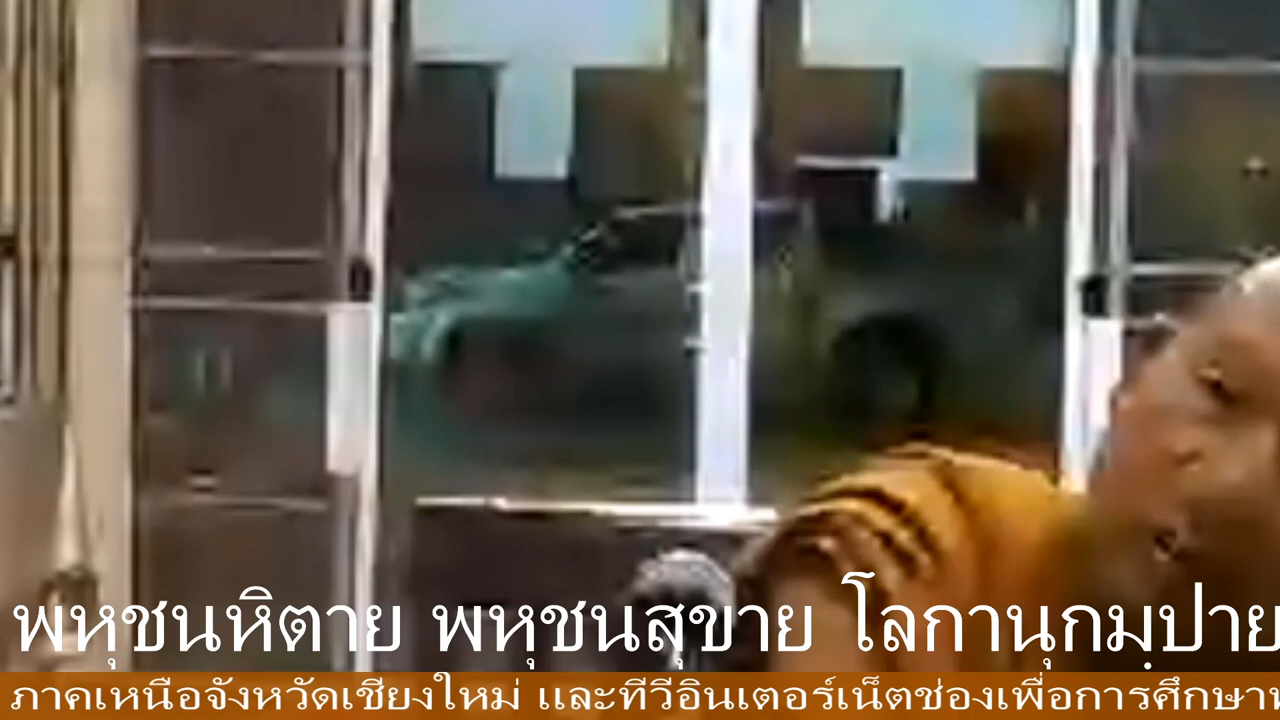 พหุชนหิตาย พหุชนสุขาย โลกานุกมฺปาย
ภาคเหนือจังหวัดเชียงใหม่ และทีวีอินเตอร์เน็ตช่องเพื่อการศึกษาท